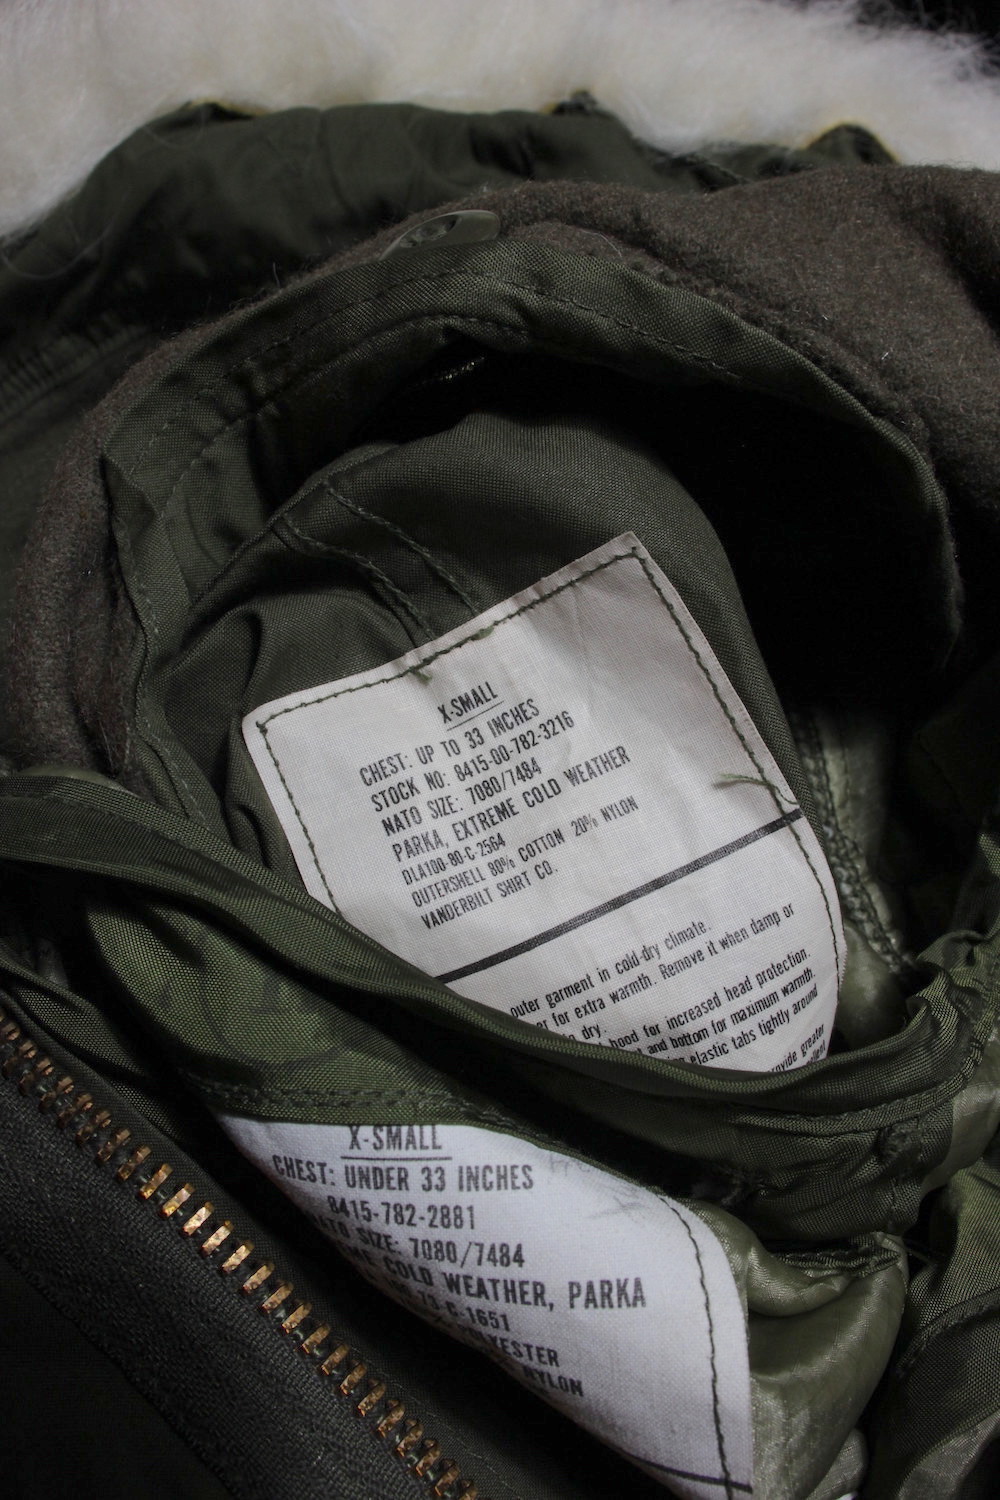 X-SMALL
CHEST: UP TO 33 INCHES
STOCK NO: 8415-00-782-3216
NATO SIZE: 7080/7484
PARKA, EXTREME COLD WEATHER
DLA100-80-C-2564
OUTERSHELL 80% COTTON 20% NYLON
VANDERBILT SHIRT CO.
outer garment in cold-dry climate.
for extra warmth. Remove it when damp or
dry.
hood for increased head protection.
and bottom for maximum warmth.
elastic tabs tightly around
greater
X-SMALL
CHEST: UNDER 33 INCHES
8415-782-2881
SIZE: 7080/7484
COLD WEATHER, PARKA
73-C-1651
NYLON